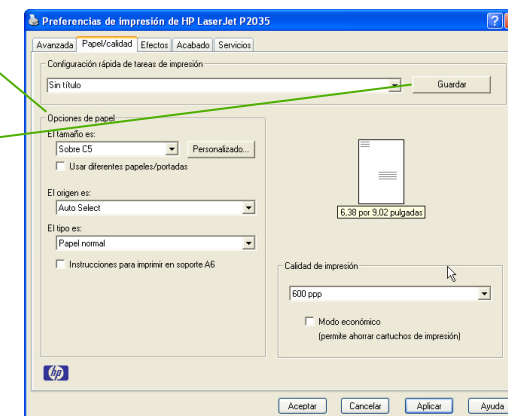 Preferencias de impresión de HP LaserJet P2035
Avanzada Papel/calidad Efectos Acabado Servicios
Configuración rápida de tareas de impresión
Sin título
Guardar
Opciones de papel
El tamaño es:
Sobre C5
Personalizado...
Usar diferentes papeles/portadas
El origen es:
Auto Select
6,38 por 9,02 pulgadas
El tipo es:
Papel normal
Instrucciones para imprimir en soporte A6
Calidad de impresión
600 ppp
Modo económico
(permite ahorrar cartuchos de impresión)
hp
Aceptar Cancelar Aplicar Ayuda